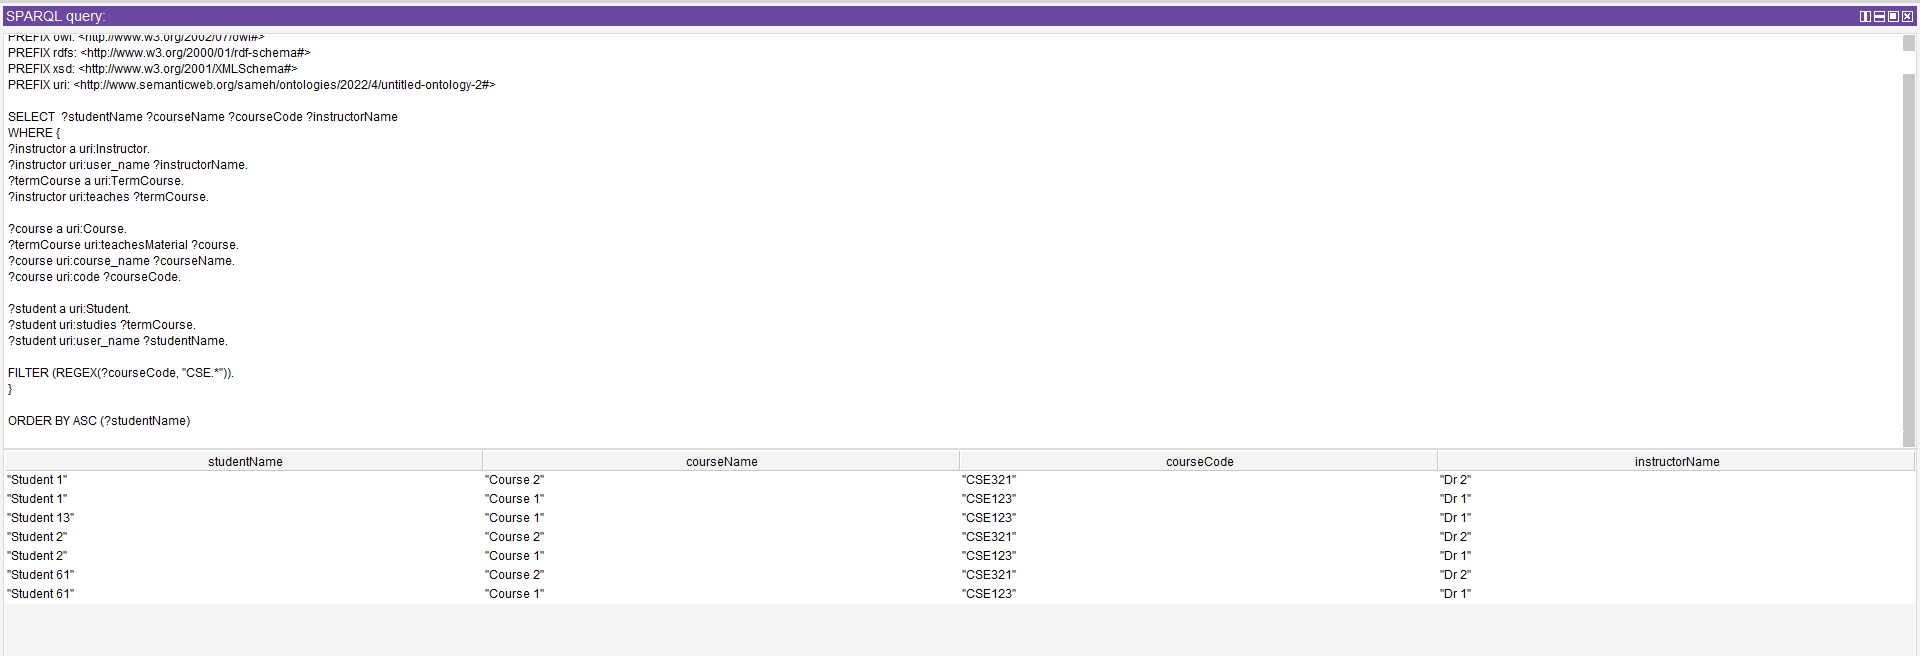 SPARQL query:
PREFIX owl: <http://www.w3.org/2002/07/owl#>
PREFIX rdfs: <http://www.w3.org/2000/01/rdf-schema#>
PREFIX xsd: <http://www.w3.org/2001/XMLSchema#>
PREFIX uri: <http://www.semanticweb.org/sameh/ontologies/2022/4/untitled-ontology-2#>
SELECT  ?studentName ?courseName ?courseCode ?instructorName
WHERE {
?instructor a uri:Instructor.
?instructor uri:user_name ?instructorName.
?termCourse a uri:TermCourse.
?instructor uri:teaches ?termCourse.
?course a uri:Course.
?termCourse uri:teachesMaterial ?course.
?course uri:course_name ?courseName.
?course uri:code ?courseCode.
?student a uri:Student.
?student uri:studies ?termCourse.
?student uri:user_name ?studentName.
FILTER (REGEX(?courseCode, "CSE.*")).
}
ORDER BY ASC (?studentName)
studentName courseName courseCode instructorName
"Student 1" "Course 2" "CSE321" "Dr 2"
"Student 1" "Course 1" "CSE123" "Dr 1"
"Student 13" "Course 1" "CSE123" "Dr 1"
"Student 2" "Course 2" "CSE321" "Dr 2"
"Student 2" "Course 1" "CSE123" "Dr 1"
"Student 61" "Course 2" "CSE321" "Dr 2"
"Student 61" "Course 1" "CSE123" "Dr 1"